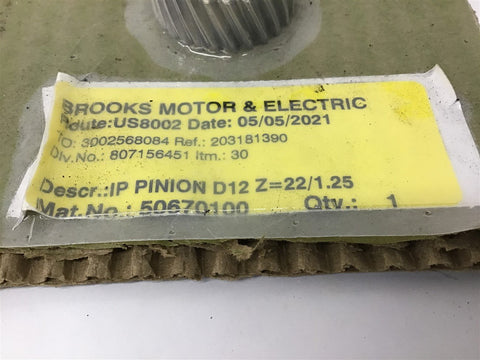 BROOKS MOTOR & ELECTRIC
Route:US8002 Date: 05/05/2021
TO: 3002568084 Ref.: 203181390
Dlv.No.: 807156451 Itm.: 30
Descr.:IP PINION D12 Z=22/1.25
Mat.No.: 50670100 Qty.: 1